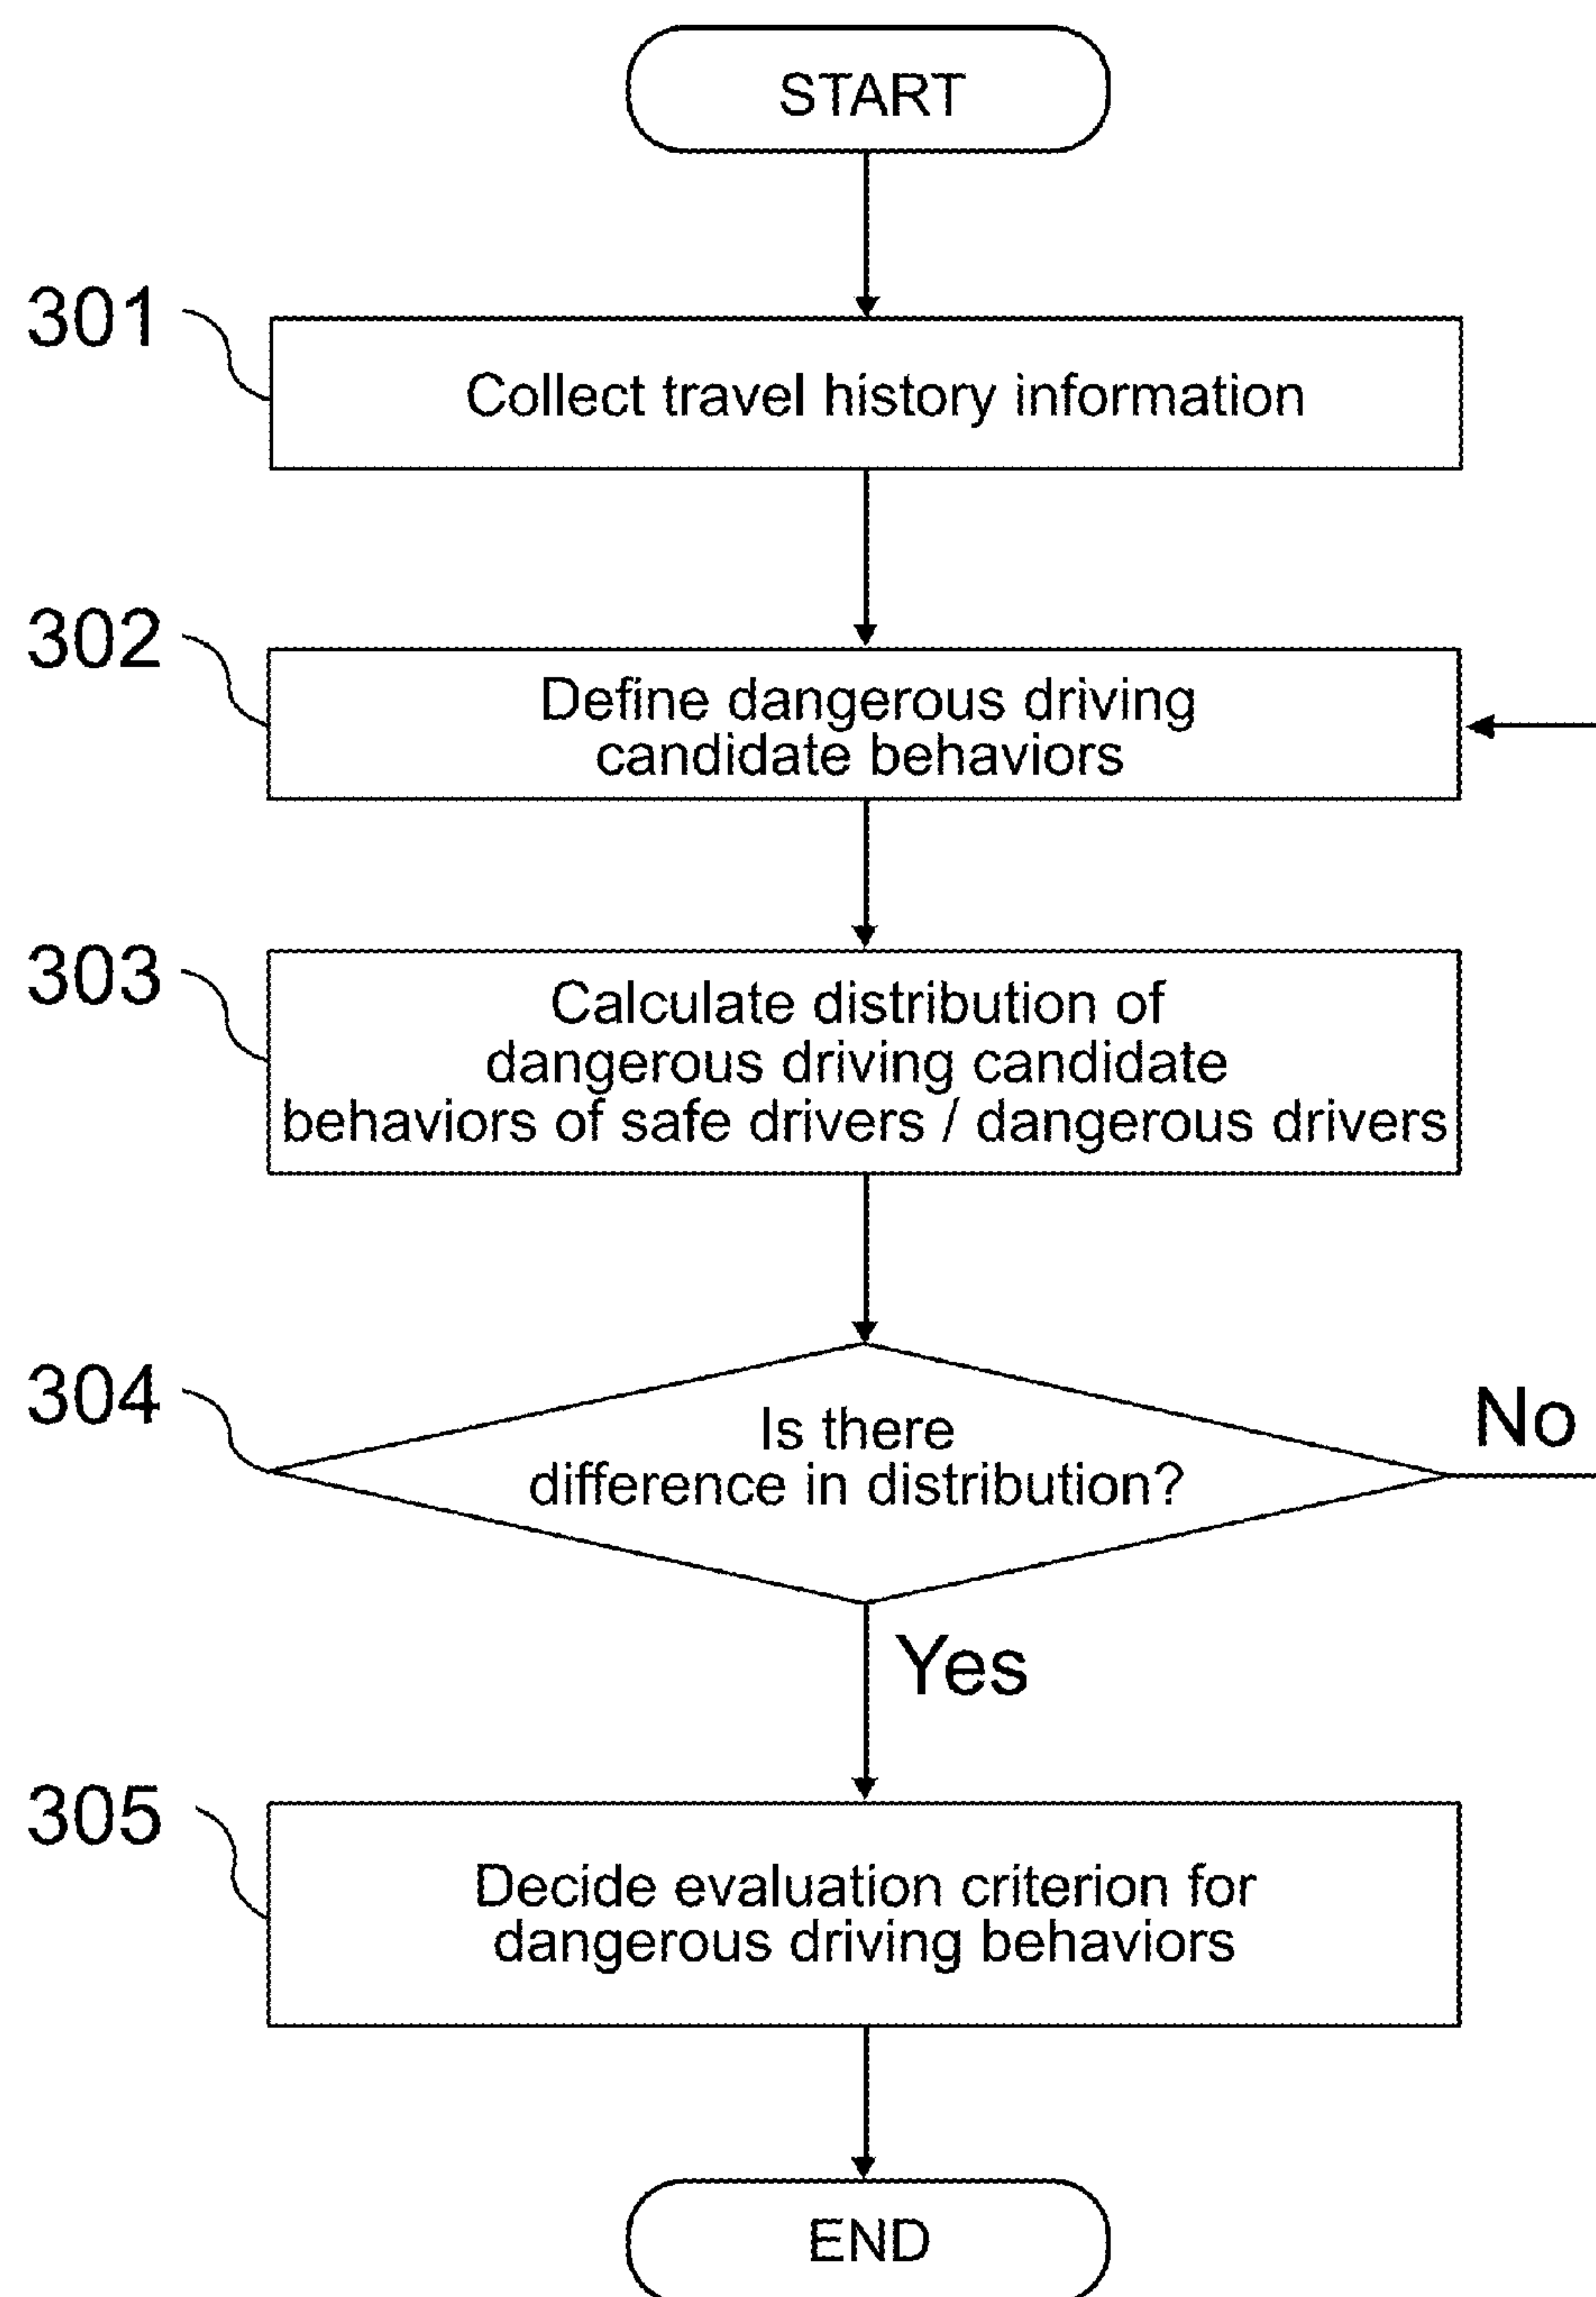 START
301
Collect travel history information
302
Define dangerous driving
candidate behaviors
303
Calculate distribution of
dangerous driving candidate
behaviors of safe drivers / dangerous drivers
304
Is there
difference in distribution?
No
Yes
305
Decide evaluation criterion for
dangerous driving behaviors
END